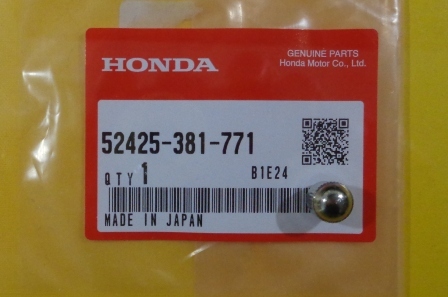 HONDA
GENUINE PARTS
Honda Motor Co., Ltd.
52425-381-771
QTY 1
B1E24
MADE IN JAPAN